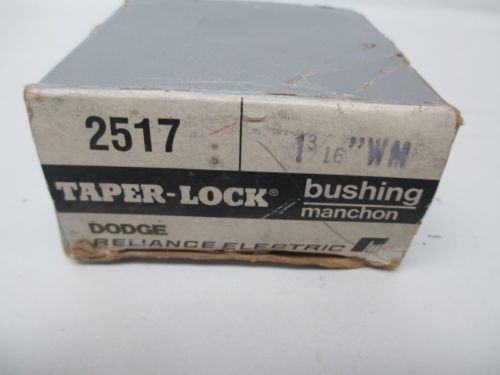 2517
1 3/16" WM
TAPER-LOCK®
bushing
manchon
DODGE
RELIANCE ELECTRIC